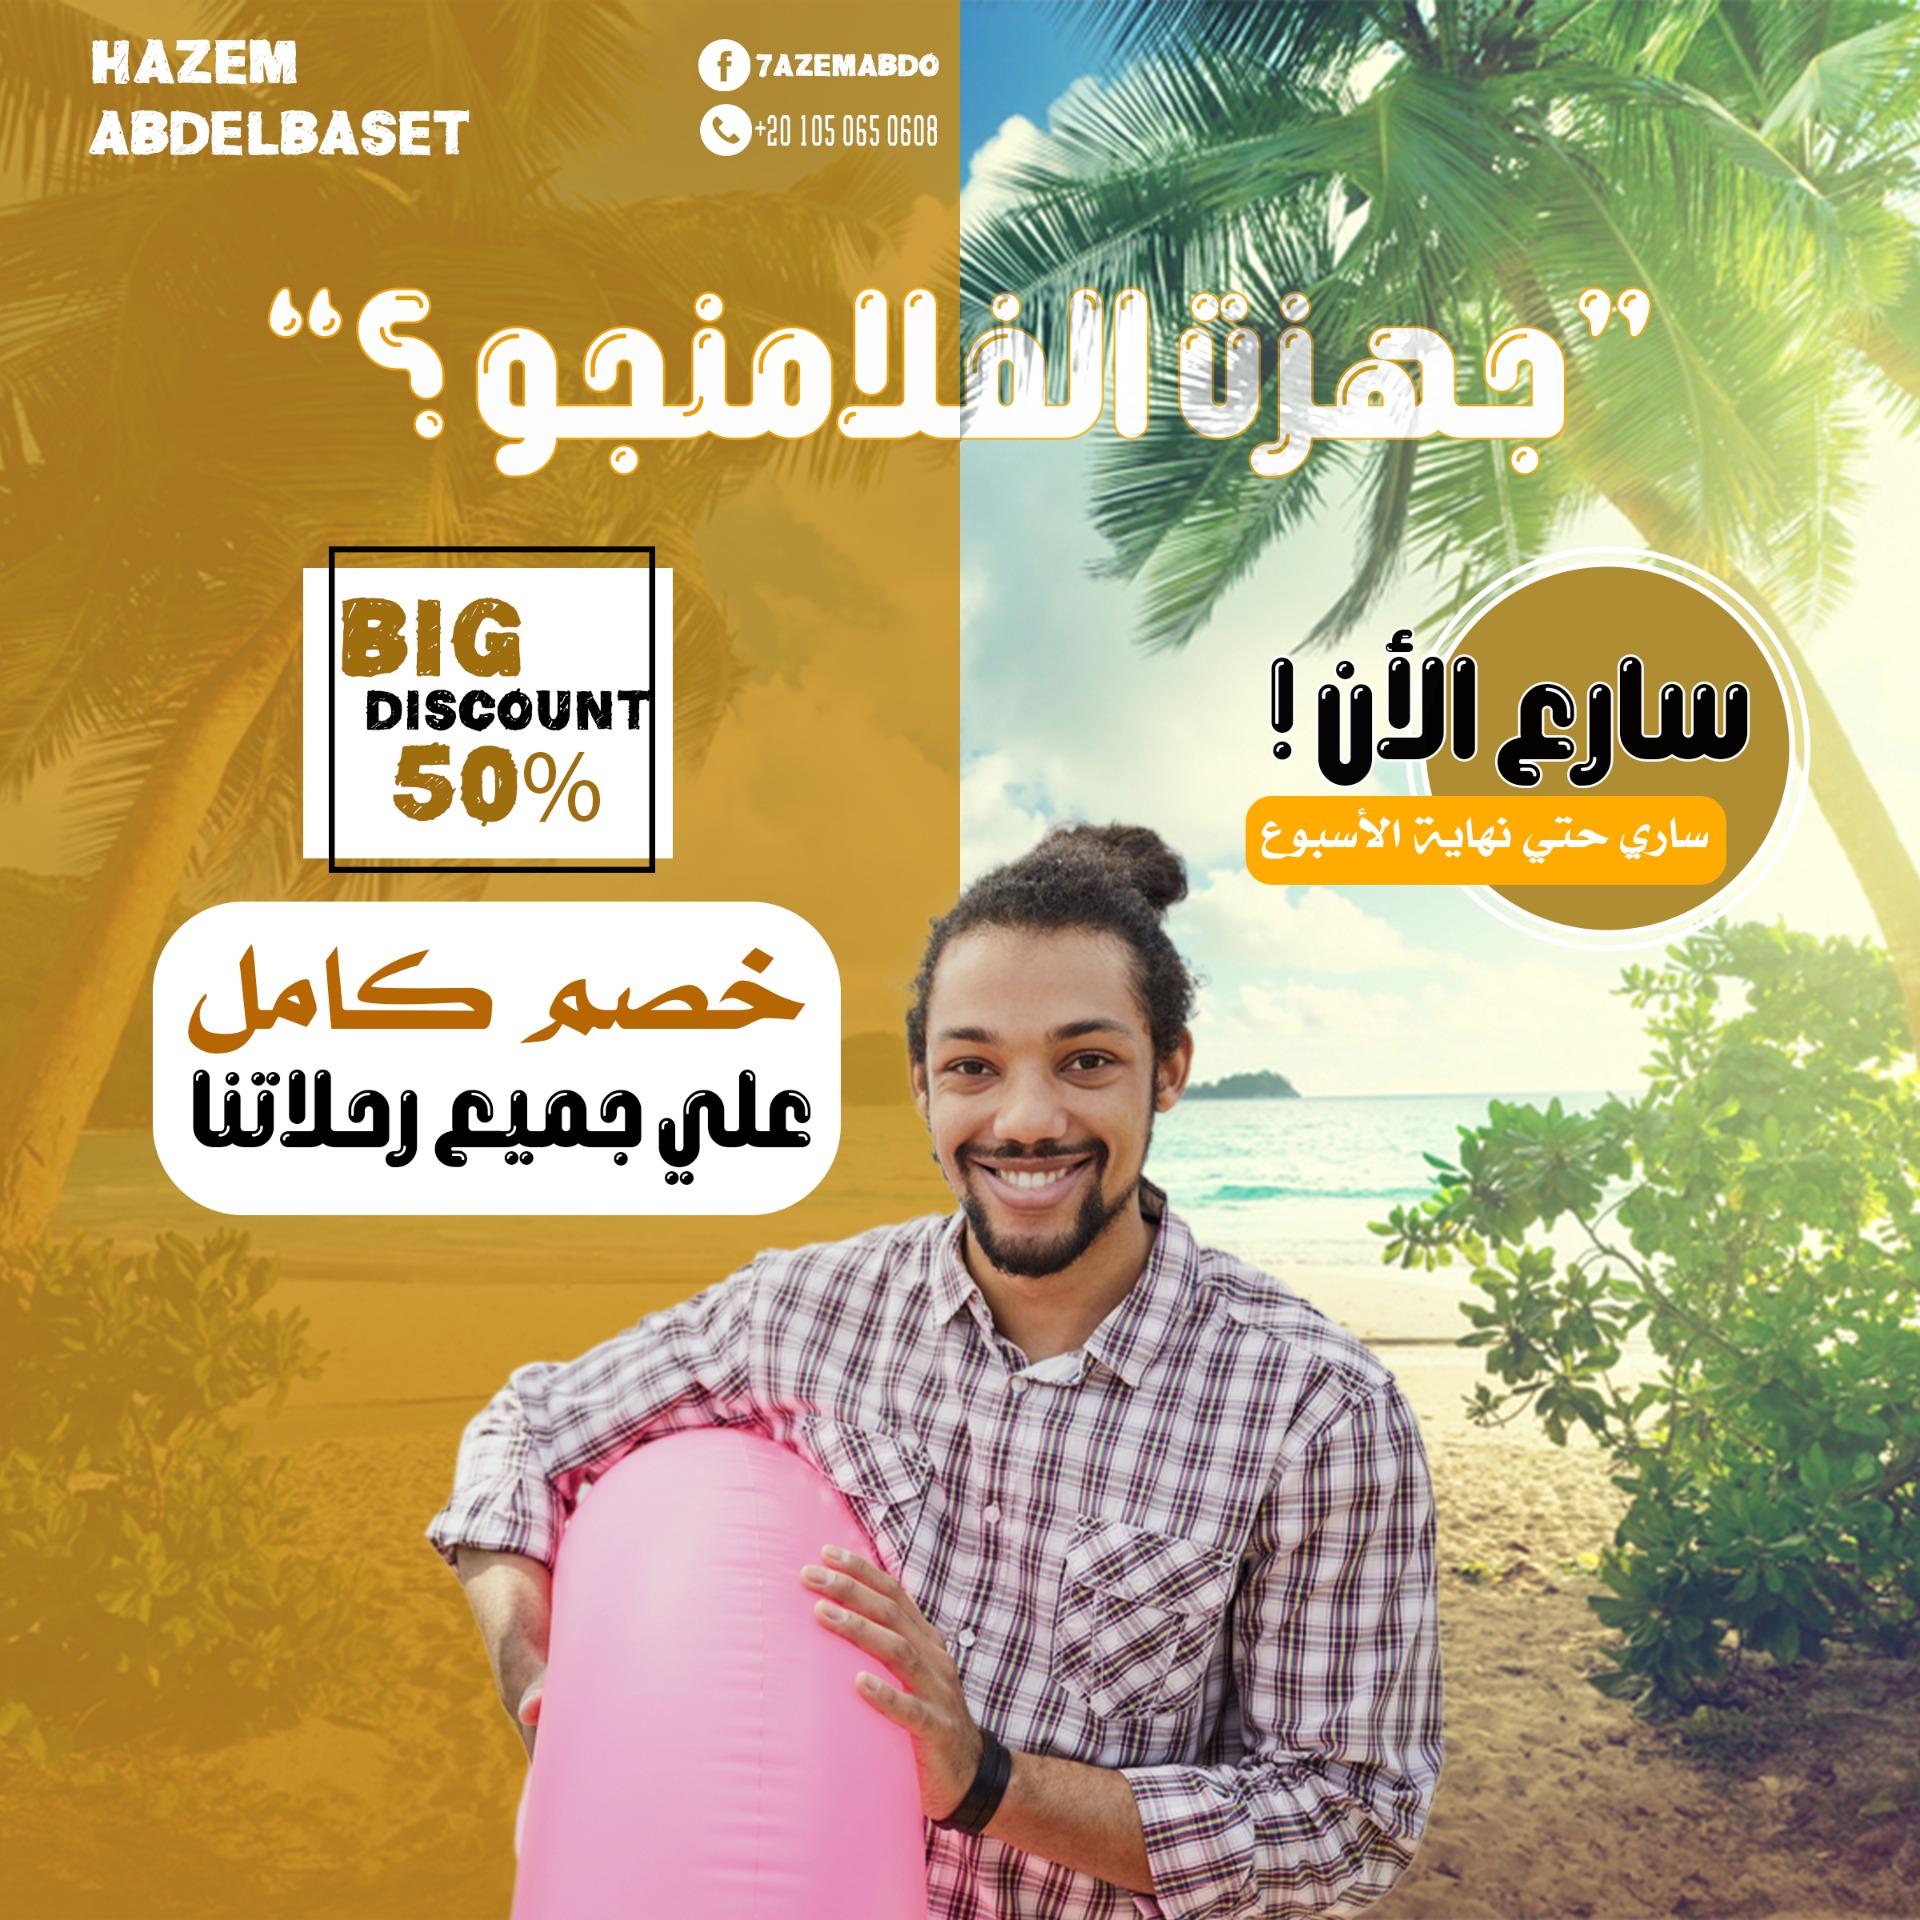 HAZEM
ABDELBASET
7AZEMABDO
+20 105 065 0608
”جهزة الفلامنجو ؟“
BIG
DISCOUNT
50%
سارع الأن !
ساري حتي نهاية الأسبوع
خصم كامل
علي جميع رحلاتنا